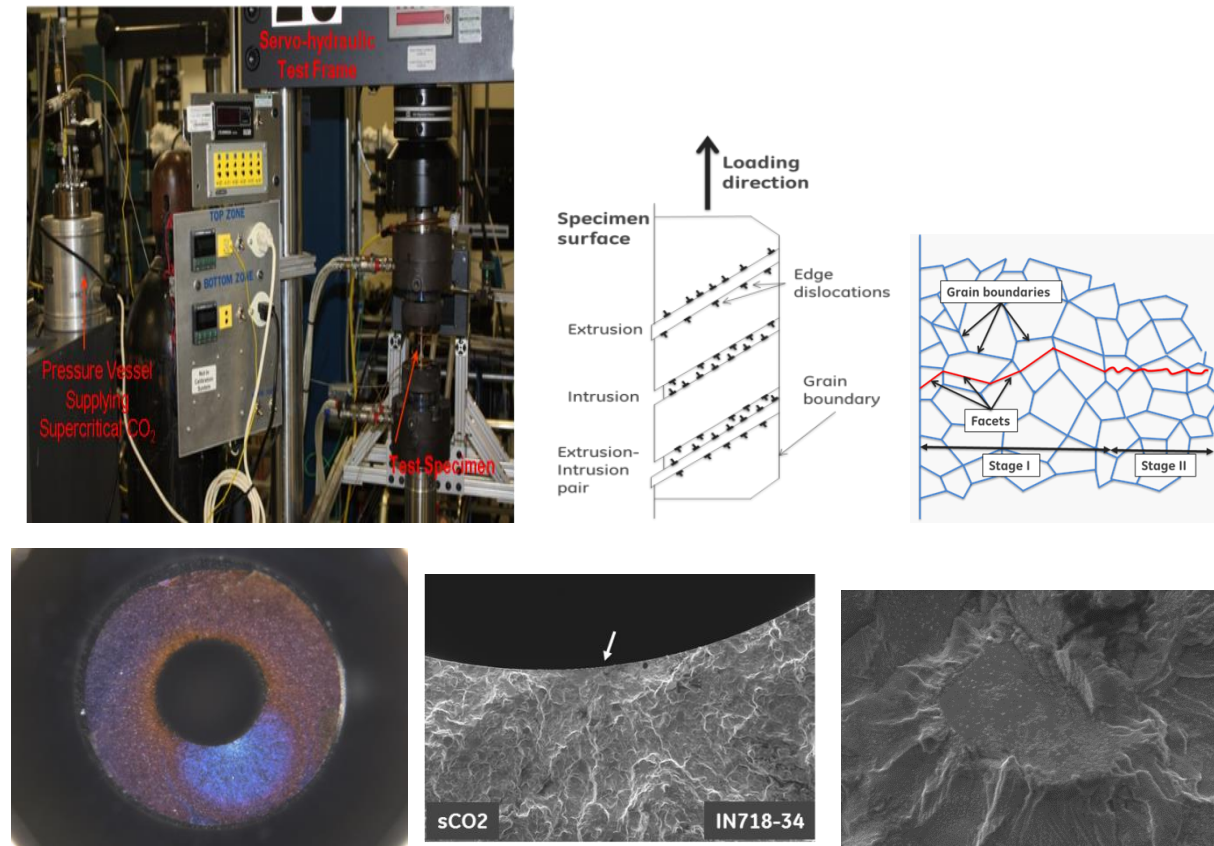 Servo-hydraulic
Test Frame
TOP ZONE
BOTTOM ZONE
Pressure Vessel
Supplying
Supercritical CO₂
Test Specimen
Loading
direction
Specimen
surface
Edge
dislocations
Extrusion
Grain
boundary
Intrusion
Extrusion-
Intrusion
pair
Grain boundaries
Facets
Stage I
Stage II
sCO2
IN718-34